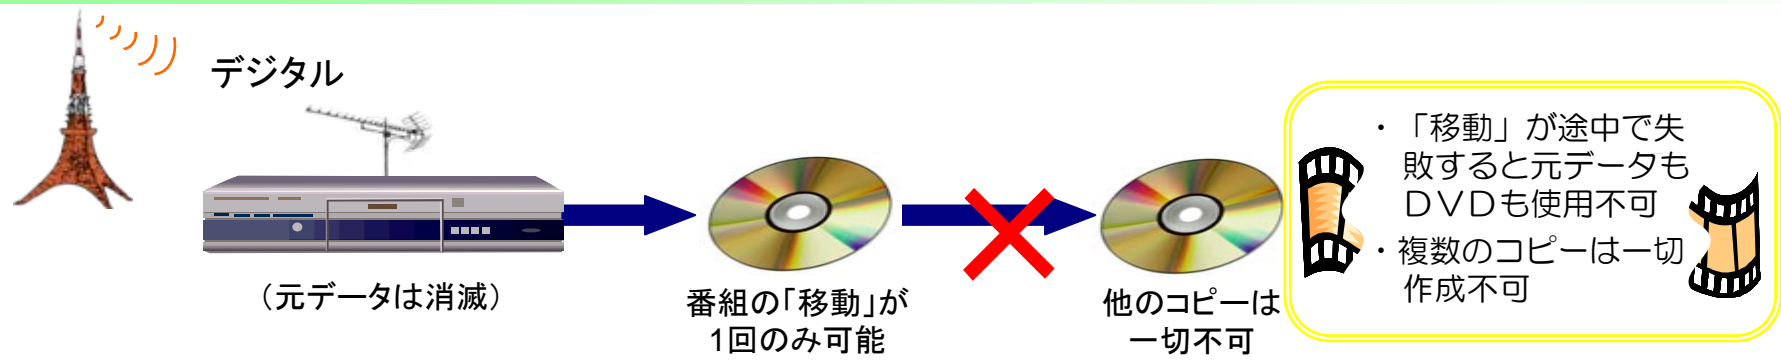 デジタル
（元データは消滅）
番組の「移動」が
1回のみ可能
他のコピーは
一切不可
・「移動」が途中で失
敗すると元データも
ＤＶＤも使用不可
・複数のコピーは一切
作成不可